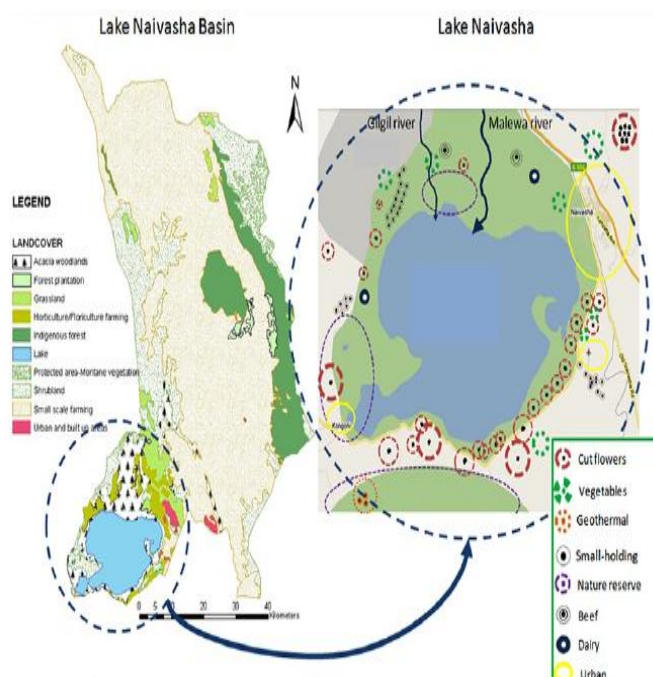 Lake Naivasha Basin
Lake Naivasha
N
LEGEND
LANDCOVER
Acacia woodlands
Forest plantation
Grassland
Horticulture/Floriculture farming
Indigenous forest
Lake
Protected area-Montane vegetation
Shrubland
Small scale farming
Urban and built up areas
0 5 10 20 30 40
Kilometers
Gilgil river
Malewa river
Naivasha
Cut flowers
Vegetables
Geothermal
Small-holding
Nature reserve
Beef
Dairy
Urban